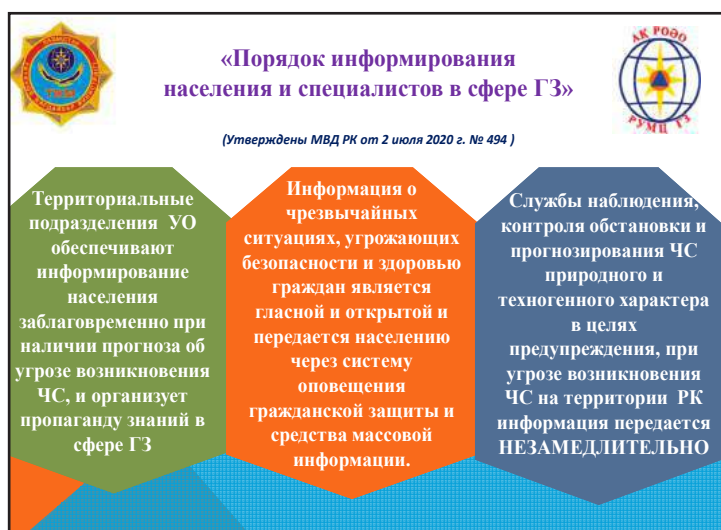 «Порядок информирования
населения и специалистов в сфере ГЗ»
(Утверждены МВД РК от 2 июля 2020 г. № 494 )
АК РОӘО
РУМЦ ГЗ
Территориальные
подразделения УО
обеспечивают
информирование
населения
заблаговременно при
наличии прогноза об
угрозе возникновения
ЧС, и организует
пропаганду знаний в
сфере ГЗ
Информация о
чрезвычайных
ситуациях, угрожающих
безопасности и здоровью
граждан является
гласной и открытой и
передается населению
через систему
оповещения
гражданской защиты и
средства массовой
информации.
Службы наблюдения,
контроля обстановки и
прогнозирования ЧС
природного и
техногенного характера
в целях
предупреждения, при
угрозе возникновения
ЧС на территории РК
информация передается
НЕЗАМЕДЛИТЕЛЬНО